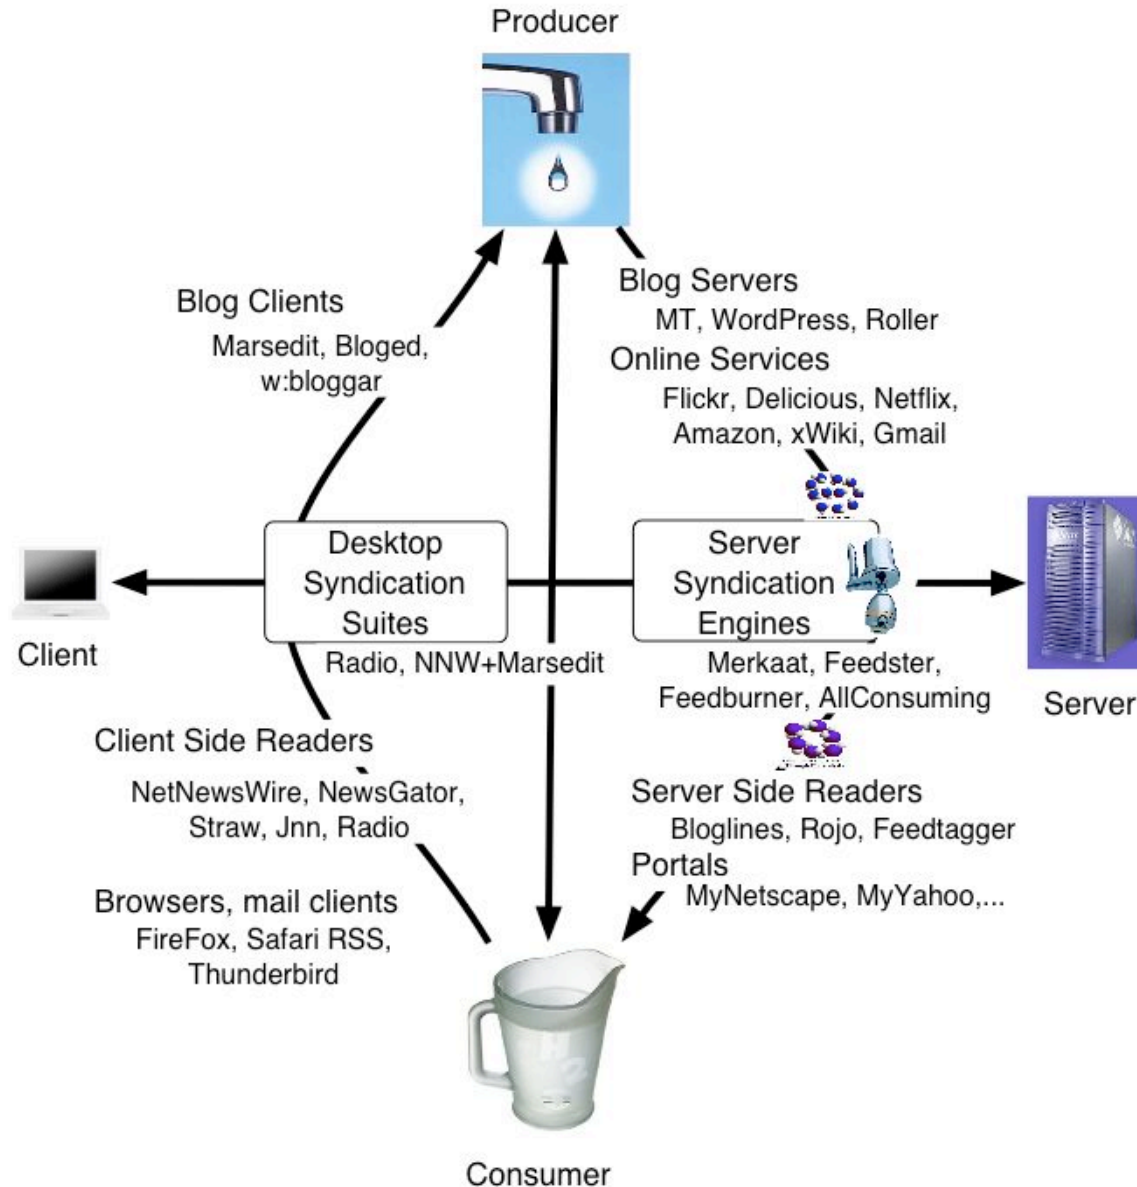 Producer
Blog Clients
Marsedit, Bloged,
w:bloggar
Blog Servers
MT, WordPress, Roller
Online Services
Flickr, Delicious, Netflix,
Amazon, xWiki, Gmail
Desktop
Syndication
Suites
Radio, NNW+Marsedit
Server
Syndication
Engines
Merkaat, Feedster,
Feedburner, AllConsuming
Client
Server
Client Side Readers
NetNewsWire, NewsGator,
Straw, Jnn, Radio
Server Side Readers
Bloglines, Rojo, Feedtagger
Portals
MyNetscape, MyYahoo,...
Browsers, mail clients
FireFox, Safari RSS,
Thunderbird
H2
Consumer